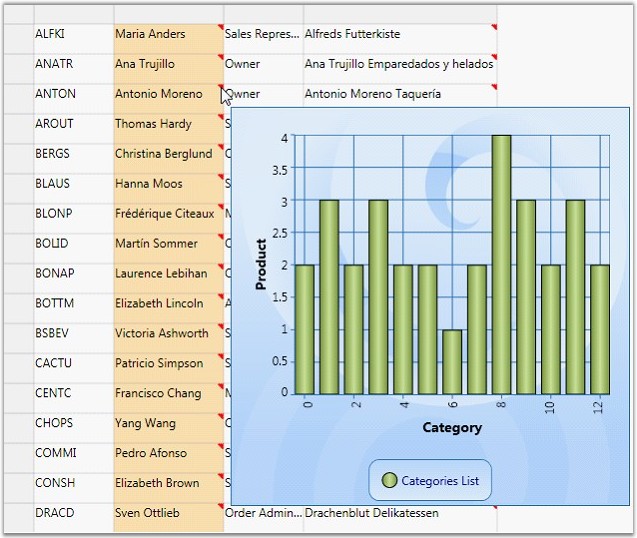 ALFKI Maria Anders Sales Repres... Alfreds Futterkiste
ANATR Ana Trujillo Owner Ana Trujillo Emparedados y helados
ANTON Antonio Moreno Owner Antonio Moreno Taquería
AROUT Thomas Hardy S
BERGS Christina Berglund
BLAUS Hanna Moos S
BLONP Frédérique Citeaux
BOLID Martín Sommer
BONAP Laurence Lebihan
BOTTM Elizabeth Lincoln A
BSBEV Victoria Ashworth S
CACTU Patricio Simpson S
CENTC Francisco Chang
CHOPS Yang Wang
COMMI Pedro Afonso S
CONSH Elizabeth Brown S
DRACD Sven Ottlieb Order Admin... Drachenblut Delikatessen
4
3.5
3
2.5
2
1.5
1
0.5
0
Product
0 2 4 6 8 10 12
Category
Categories List